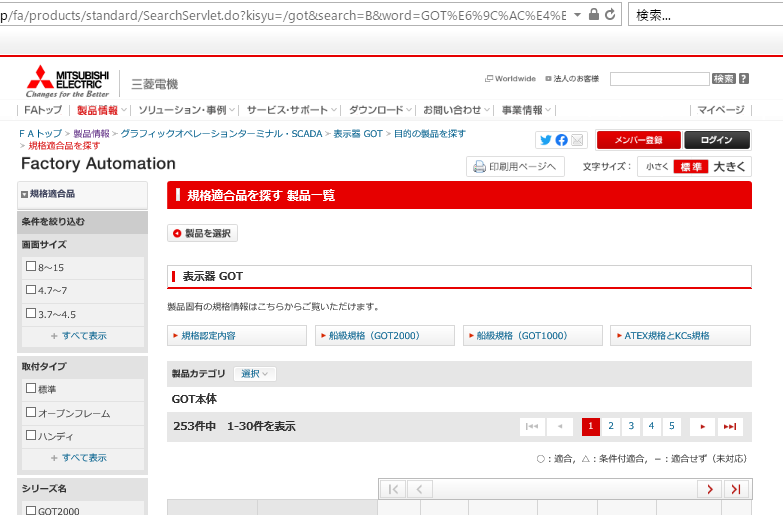 p/fa/products/standard/SearchServlet.do?kisyu=/got&search=B&word=GOT%E6%9C%AC%E4%
検索...
MITSUBISHI ELECTRIC
Changes for the Better
三菱電機
Worldwide 法人のお客様 検索 ?
FAトップ 製品情報 ソリューション・事例 サービス・サポート ダウンロード お問い合わせ 事業情報 マイページ
ＦＡトップ > 製品情報 > グラフィックオペレーションターミナル・SCADA > 表示器 GOT > 目的の製品を探す
> 規格適合品を探す
メンバー登録 ログイン
Factory Automation
印刷用ページへ 文字サイズ： 小さく 標準 大きく
規格適合品
条件を絞り込む
画面サイズ
8～15
4.7～7
3.7～4.5
＋ すべて表示
取付タイプ
標準
オープンフレーム
ハンディ
＋ すべて表示
シリーズ名
GOT2000
規格適合品を探す 製品一覧
製品を選択
表示器 GOT
製品固有の規格情報はこちらからご覧いただけます。
規格認定内容 船級規格（GOT2000） 船級規格（GOT1000） ATEX規格とKCs規格
製品カテゴリ 選択
GOT本体
253件中 1-30件を表示
1 2 3 4 5
○：適合，△：条件付適合，－：適合せず（未対応）